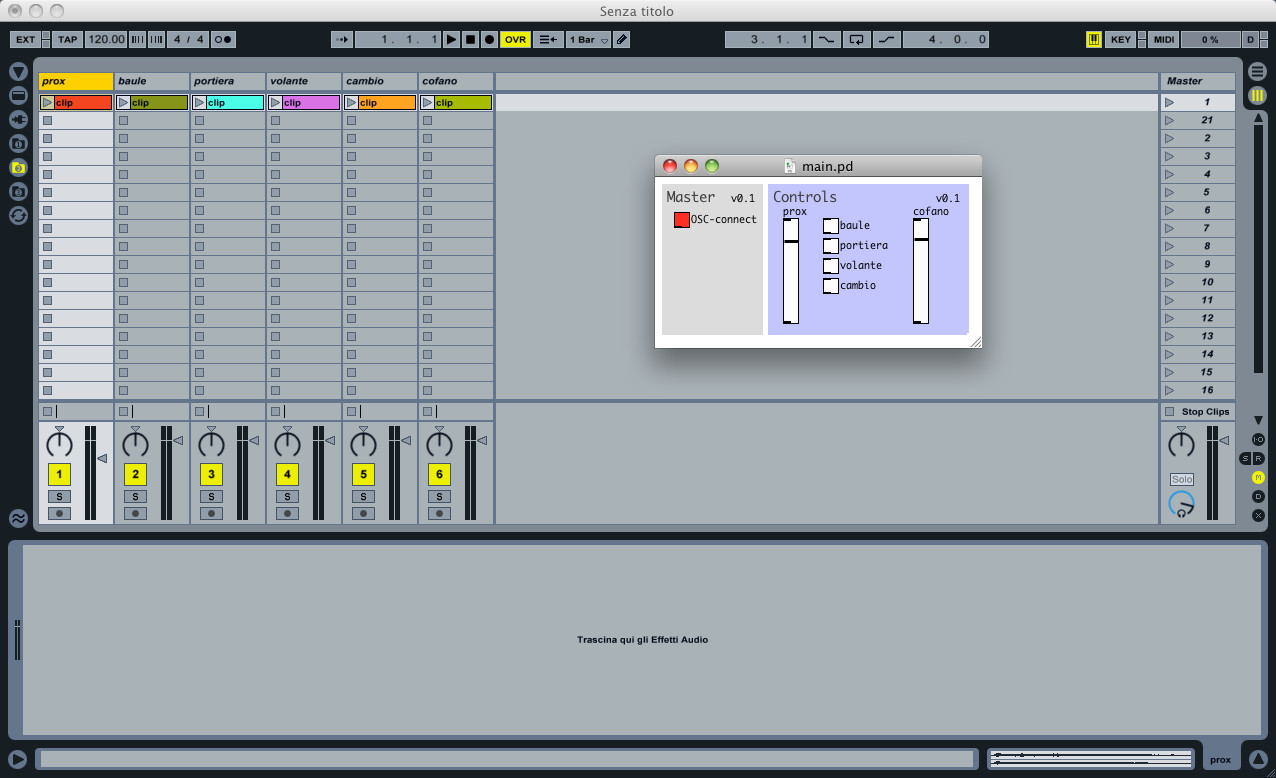 Senza titolo
EXT TAP 120.00 4 / 4 1. 1. 1 OVR 1 Bar 3. 1. 1 4. 0. 0 KEY MIDI 0 % D
prox baule portiera volante cambio cofano Master
clip clip clip clip clip clip 1
21
2
3
4
5
6
7
8
9
10
11
12
13
14
15
16
main.pd
Master v0.1
OSC-connect
Controls v0.1
prox cofano
baule
portiera
volante
cambio
Stop Clips
1 2 3 4 5 6
S S S S S S Solo
I·O
S R
M
D
X
Trascina qui gli Effetti Audio
prox